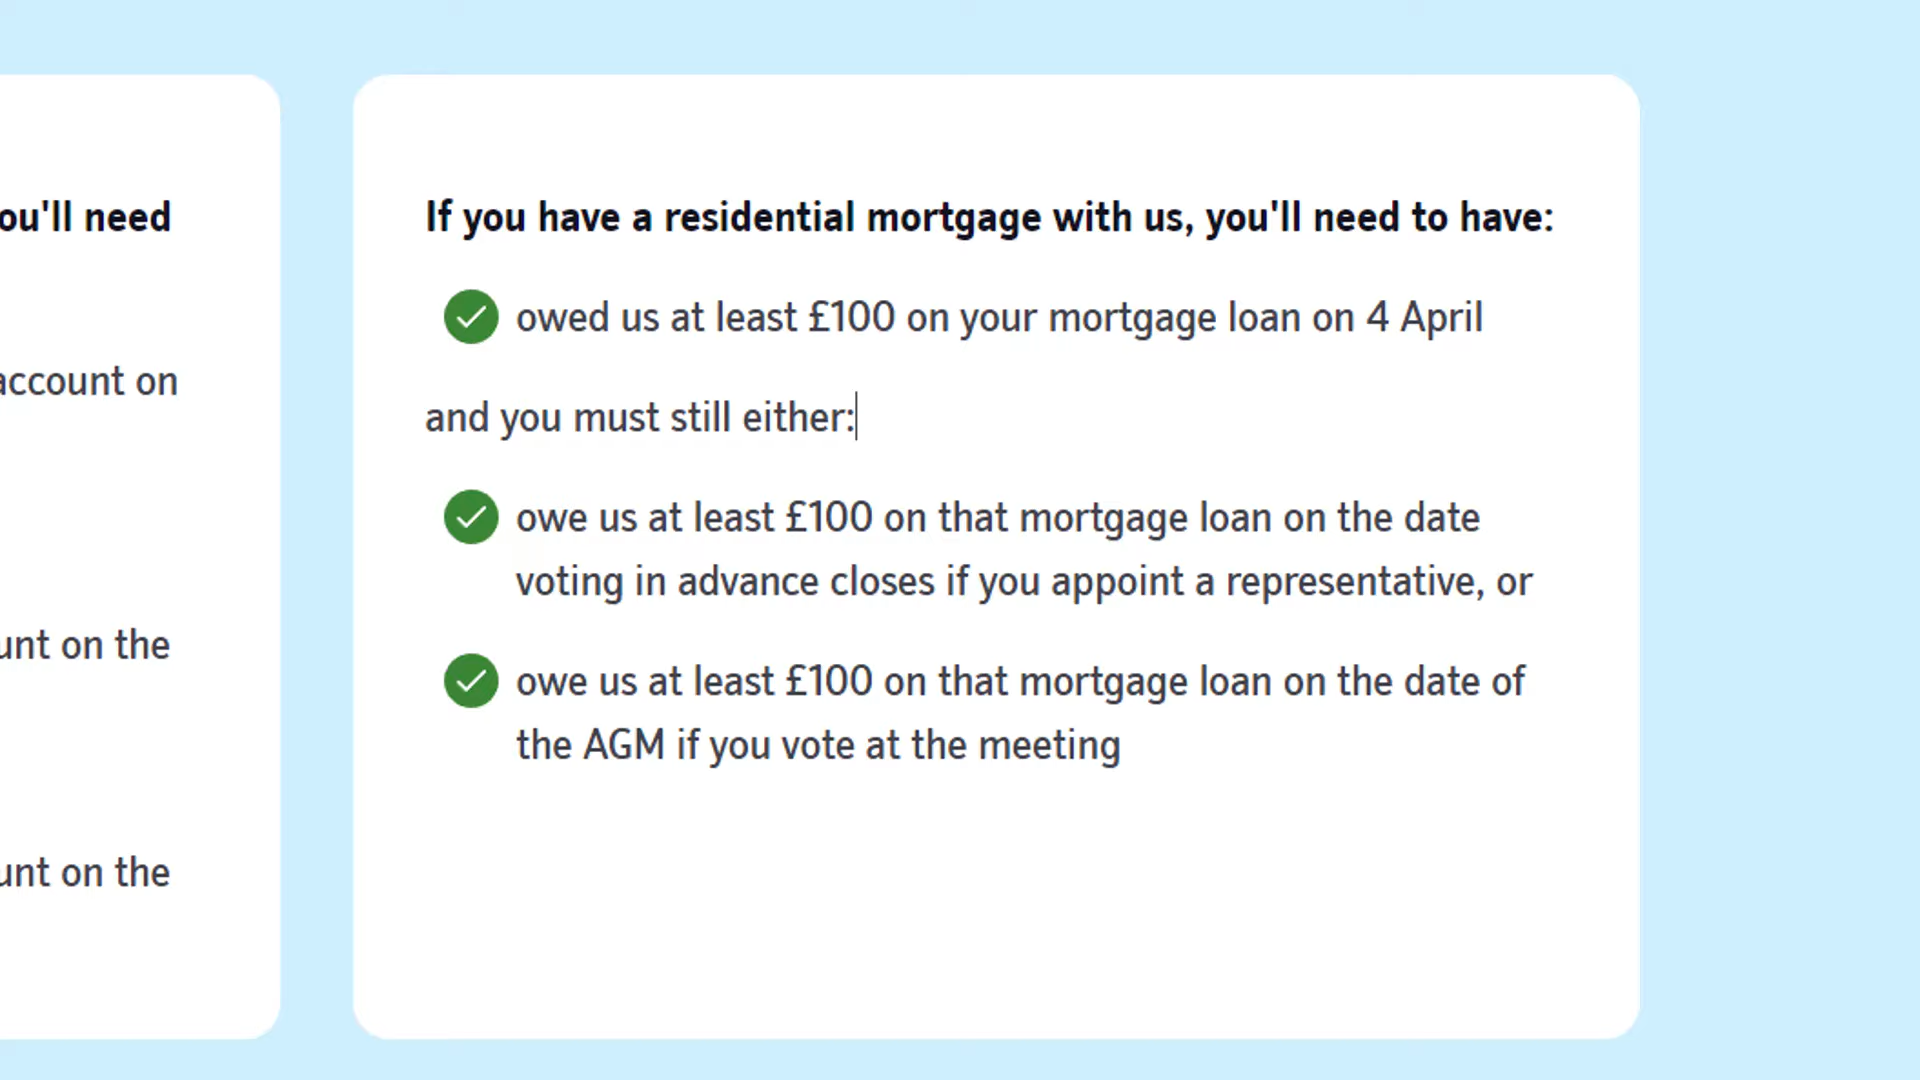 ou'll need
account on
unt on the
unt on the
If you have a residential mortgage with us, you'll need to have:
owed us at least £100 on your mortgage loan on 4 April
and you must still either:
owe us at least £100 on that mortgage loan on the date
voting in advance closes if you appoint a representative, or
owe us at least £100 on that mortgage loan on the date of
the AGM if you vote at the meeting